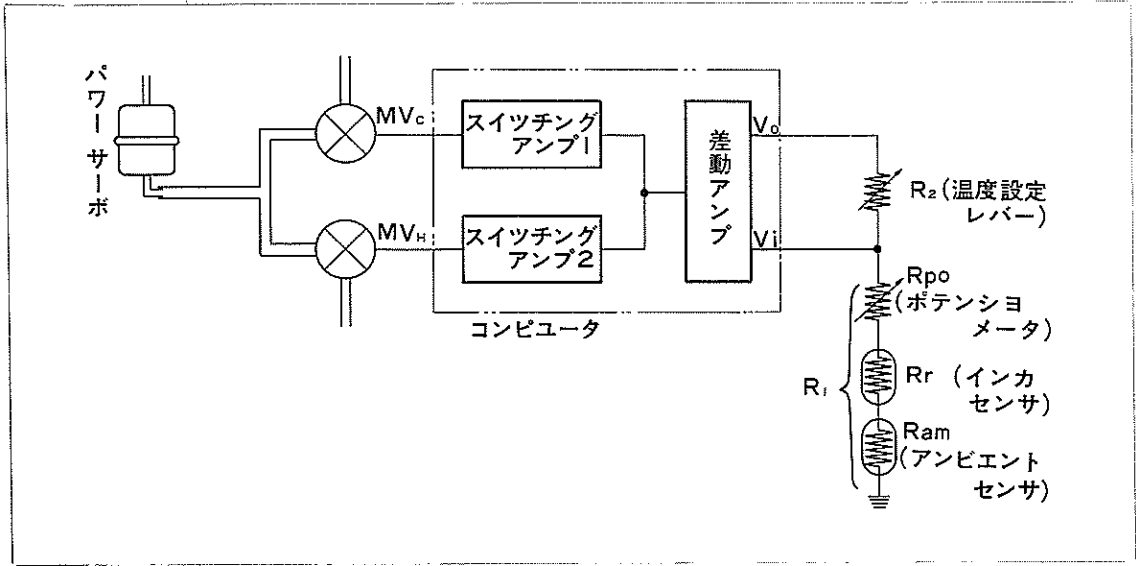 パワーサーボ
MVc
MVH
スイッチング
アンプ1
スイッチング
アンプ2
コンピュータ
差動アンプ
Vo
Vi
R₂(温度設定
レバー)
Rpo
(ポテンショ
メータ)
R₁
Rr (インカ
センサ)
Ram
(アンビエント
センサ)